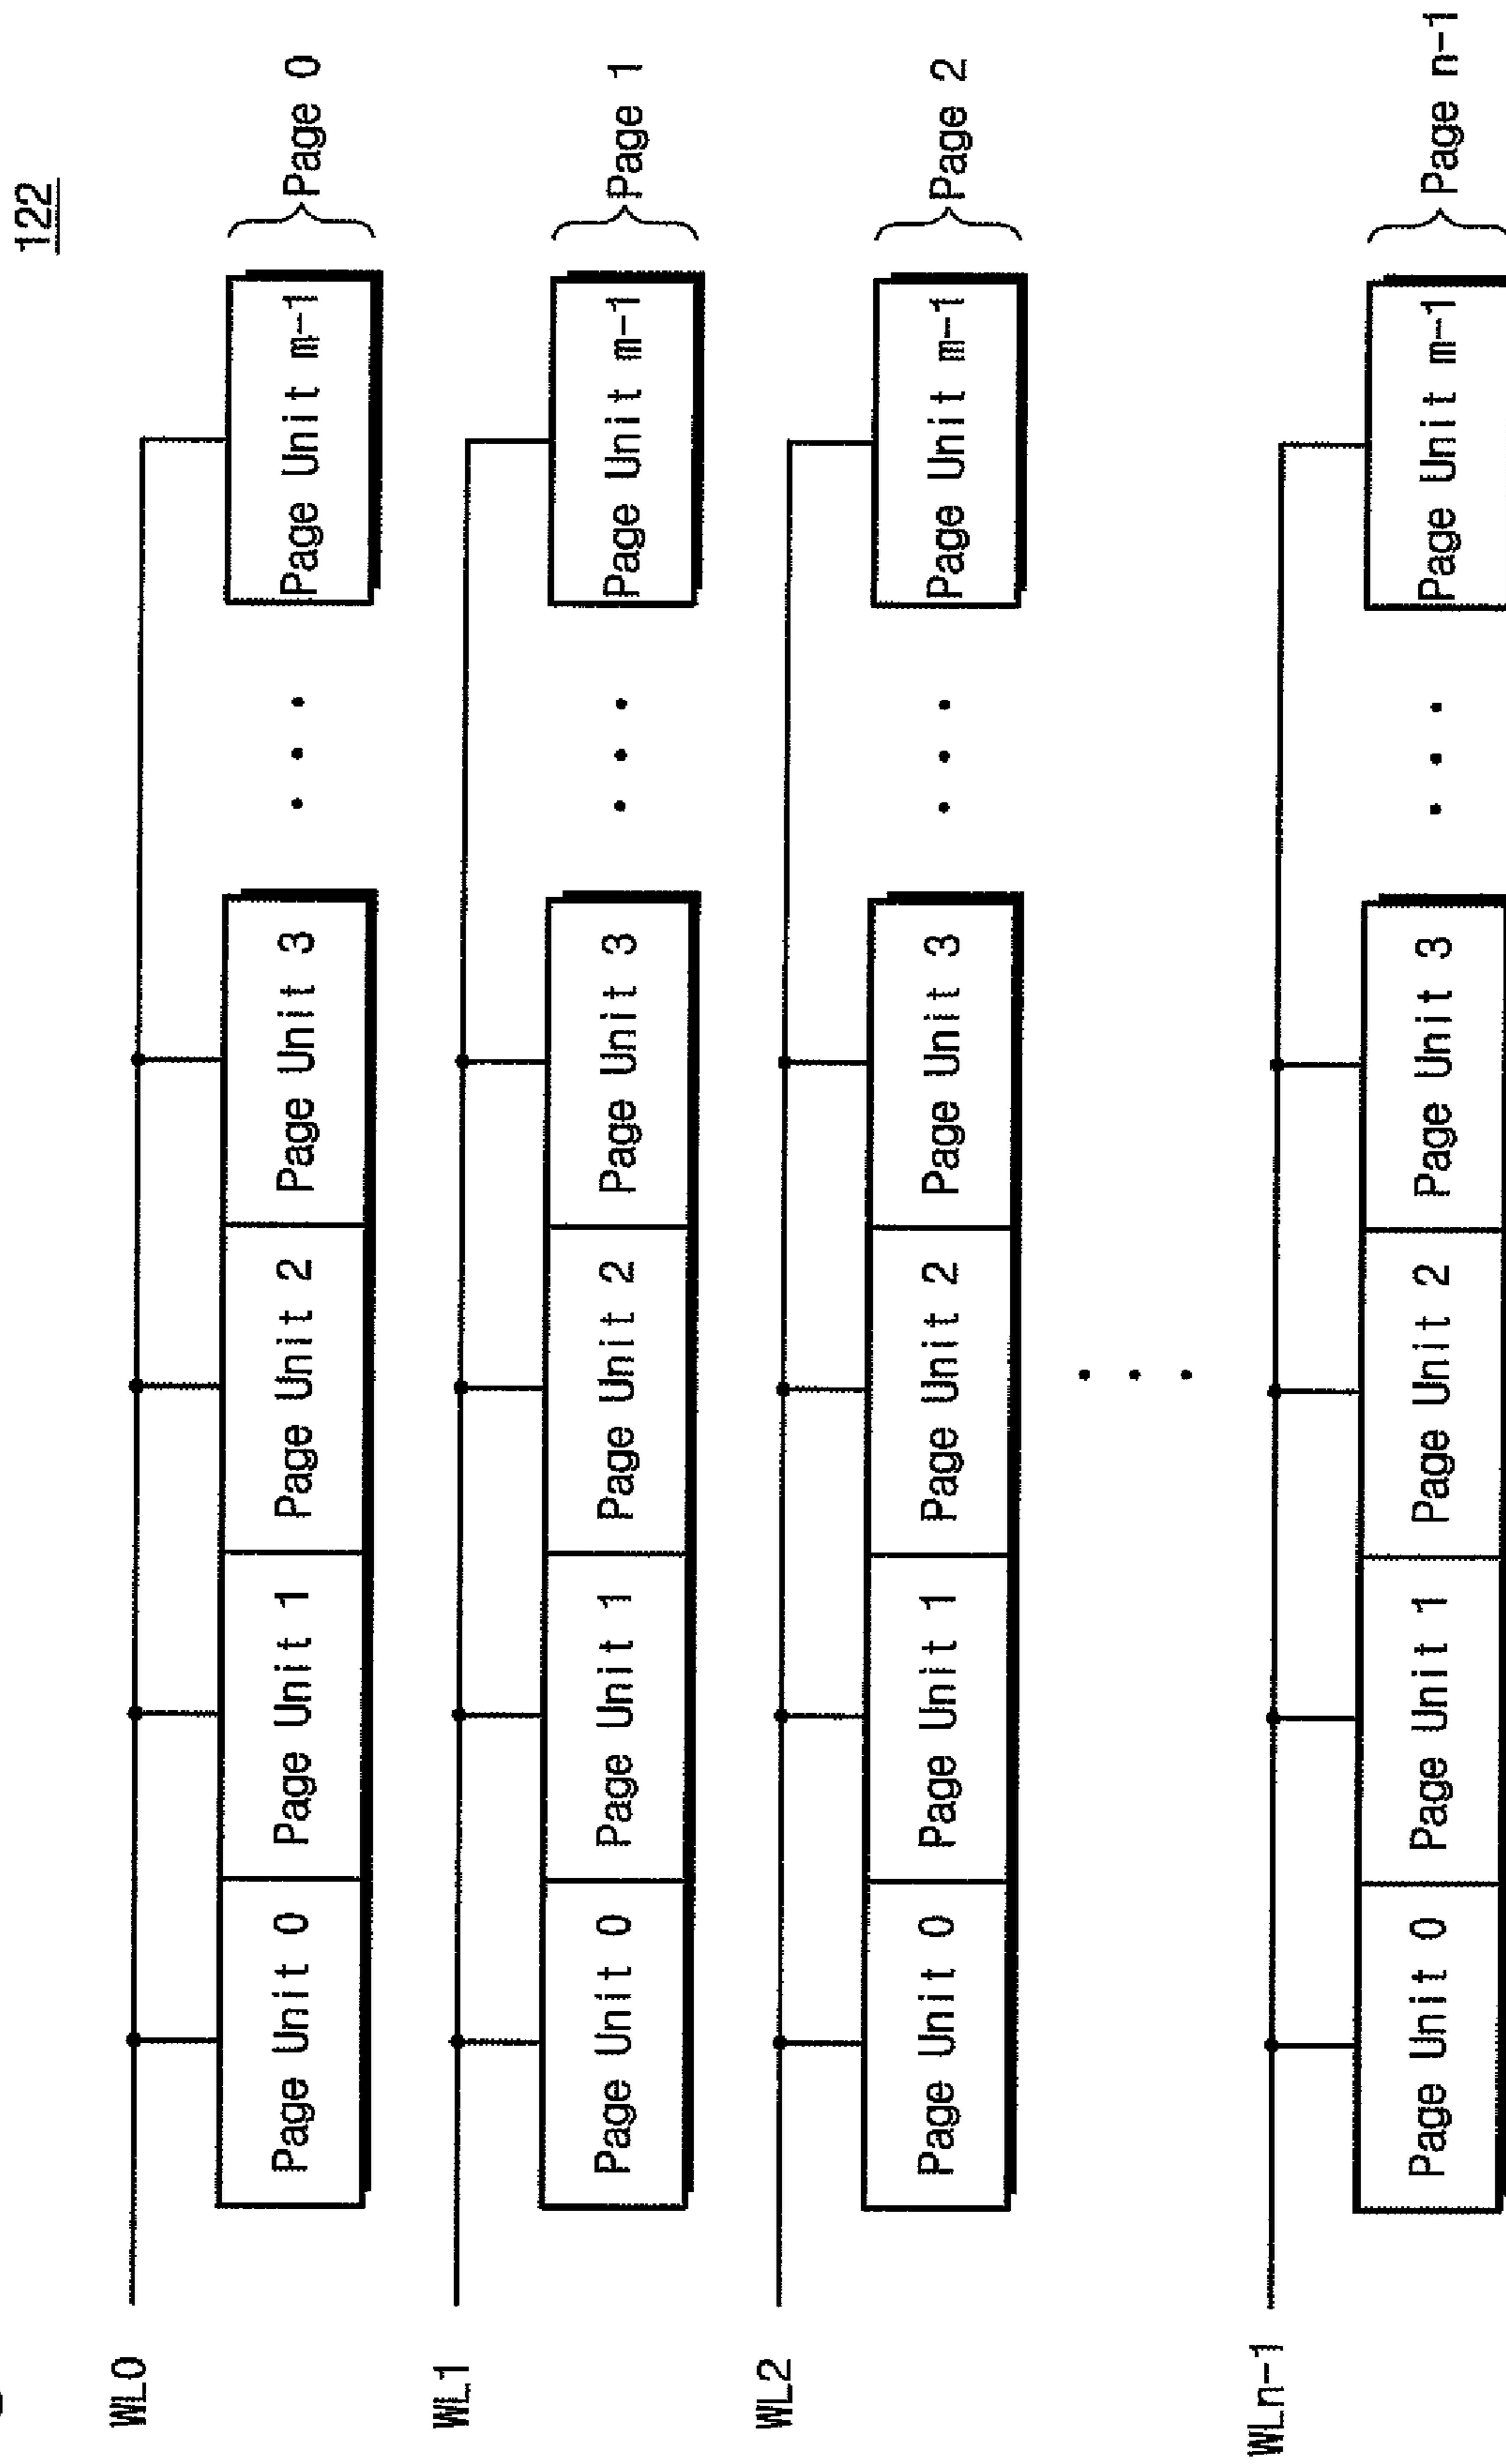 122
WL0
Page Unit 0 Page Unit 1 Page Unit 2 Page Unit 3 . . . Page Unit m-1 Page 0
WL1
Page Unit 0 Page Unit 1 Page Unit 2 Page Unit 3 . . . Page Unit m-1 Page 1
WL2
Page Unit 0 Page Unit 1 Page Unit 2 Page Unit 3 . . . Page Unit m-1 Page 2
WLn-1
Page Unit 0 Page Unit 1 Page Unit 2 Page Unit 3 . . . Page Unit m-1 Page n-1